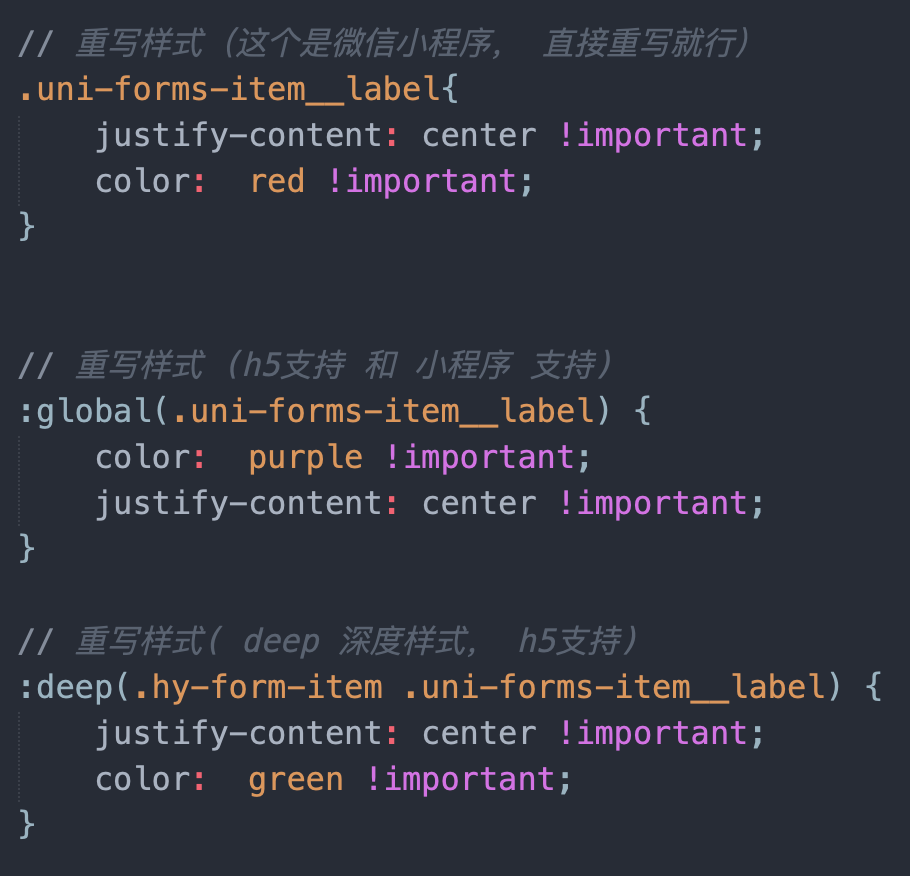 // 重写样式（这个是微信小程序， 直接重写就行）
.uni-forms-item__label{
    justify-content: center !important;
    color:  red !important;
}
// 重写样式（h5支持 和 小程序 支持）
:global(.uni-forms-item__label) {
    color:  purple !important;
    justify-content: center !important;
}
// 重写样式( deep 深度样式， h5支持）
:deep(.hy-form-item .uni-forms-item__label) {
    justify-content: center !important;
    color:  green !important;
}